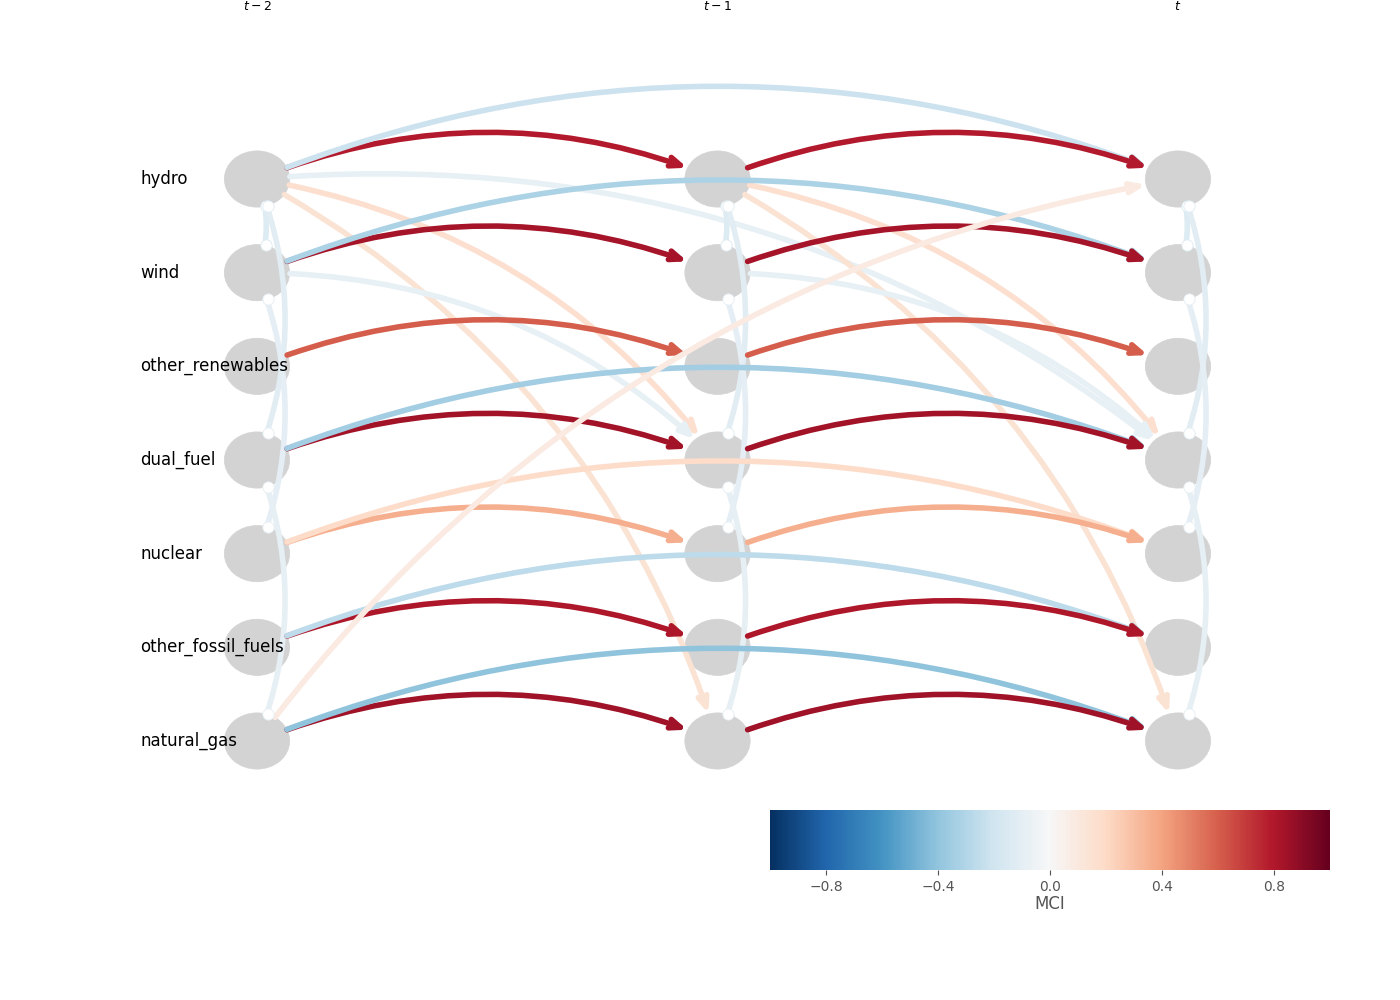 t − 2 t − 1 t
hydro
wind
other_renewables
dual_fuel
nuclear
other_fossil_fuels
natural_gas
−0.8 −0.4 0.0 0.4 0.8
MCI